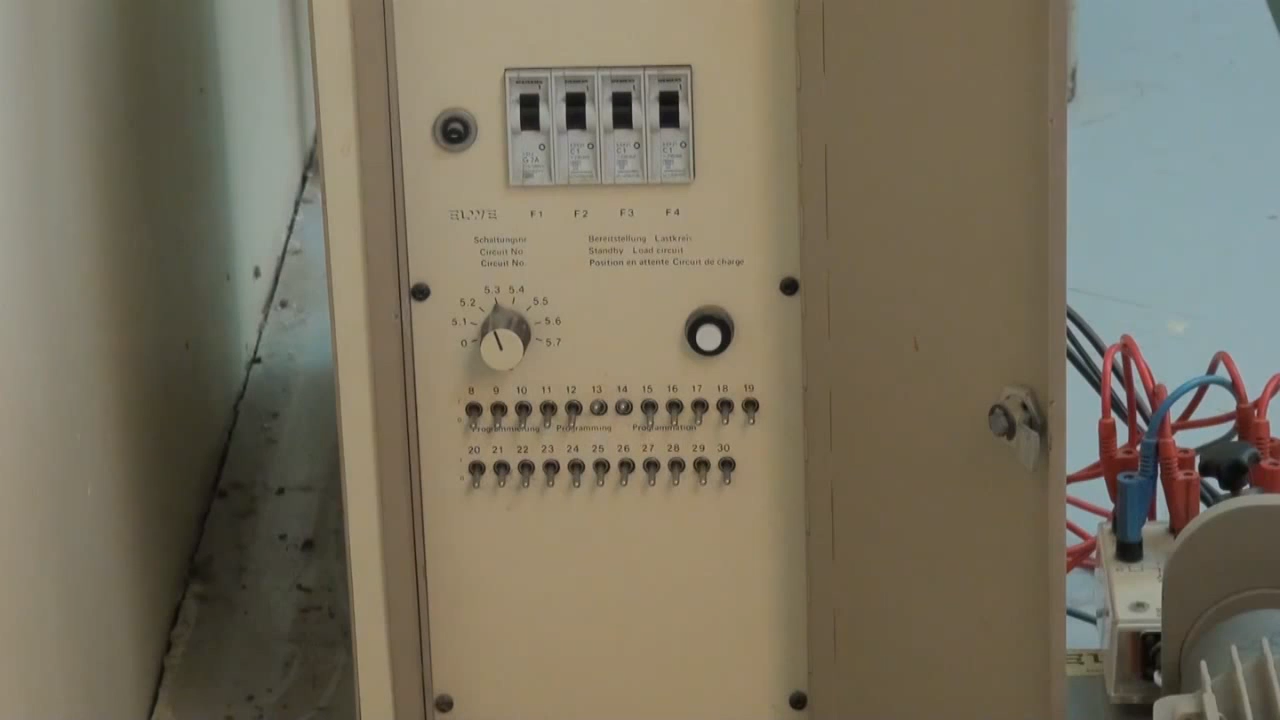 ELWE F1 F2 F3 F4
Schaltungsnr. Bereitstellung Lastkreis
Circuit No. Standby Load circuit
Circuit No. Position en attente Circuit de charge
5.3 5.4
5.2 5.5
5.1 5.6
0 5.7
8 9 10 11 12 13 14 15 16 17 18 19
Programmierung Programming Programmation
20 21 22 23 24 25 26 27 28 29 30